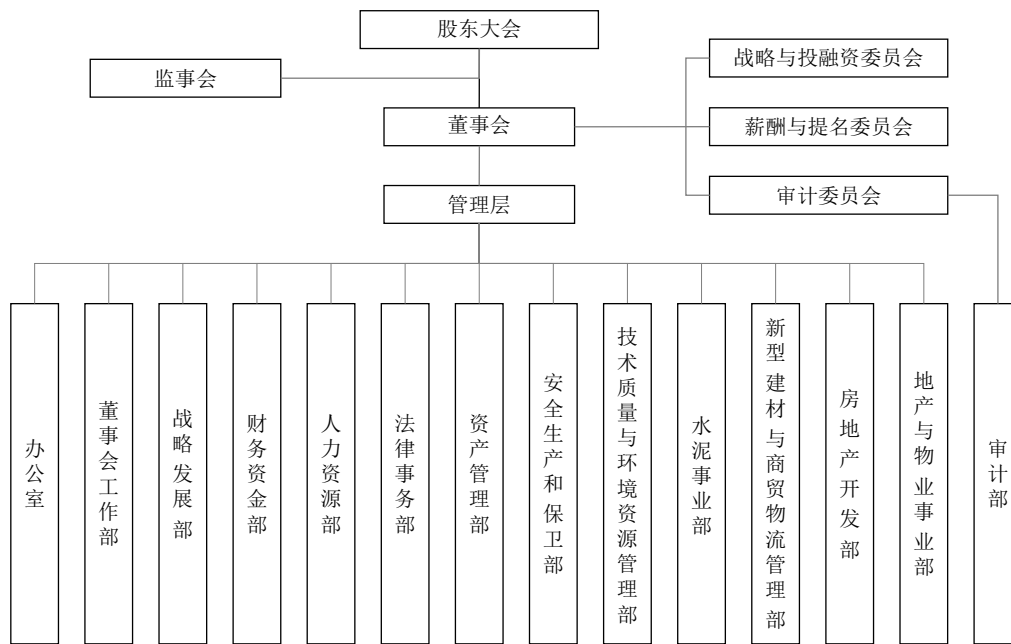 股东大会
监事会
战略与投融资委员会
董事会
薪酬与提名委员会
管理层
审计委员会
办公室
董事会工作部
战略发展部
财务资金部
人力资源部
法律事务部
资产管理部
安全生产和保卫部
技术质量与环境资源管理部
水泥事业部
新型建材与商贸物流管理部
房地产开发部
地产与物业事业部
审计部